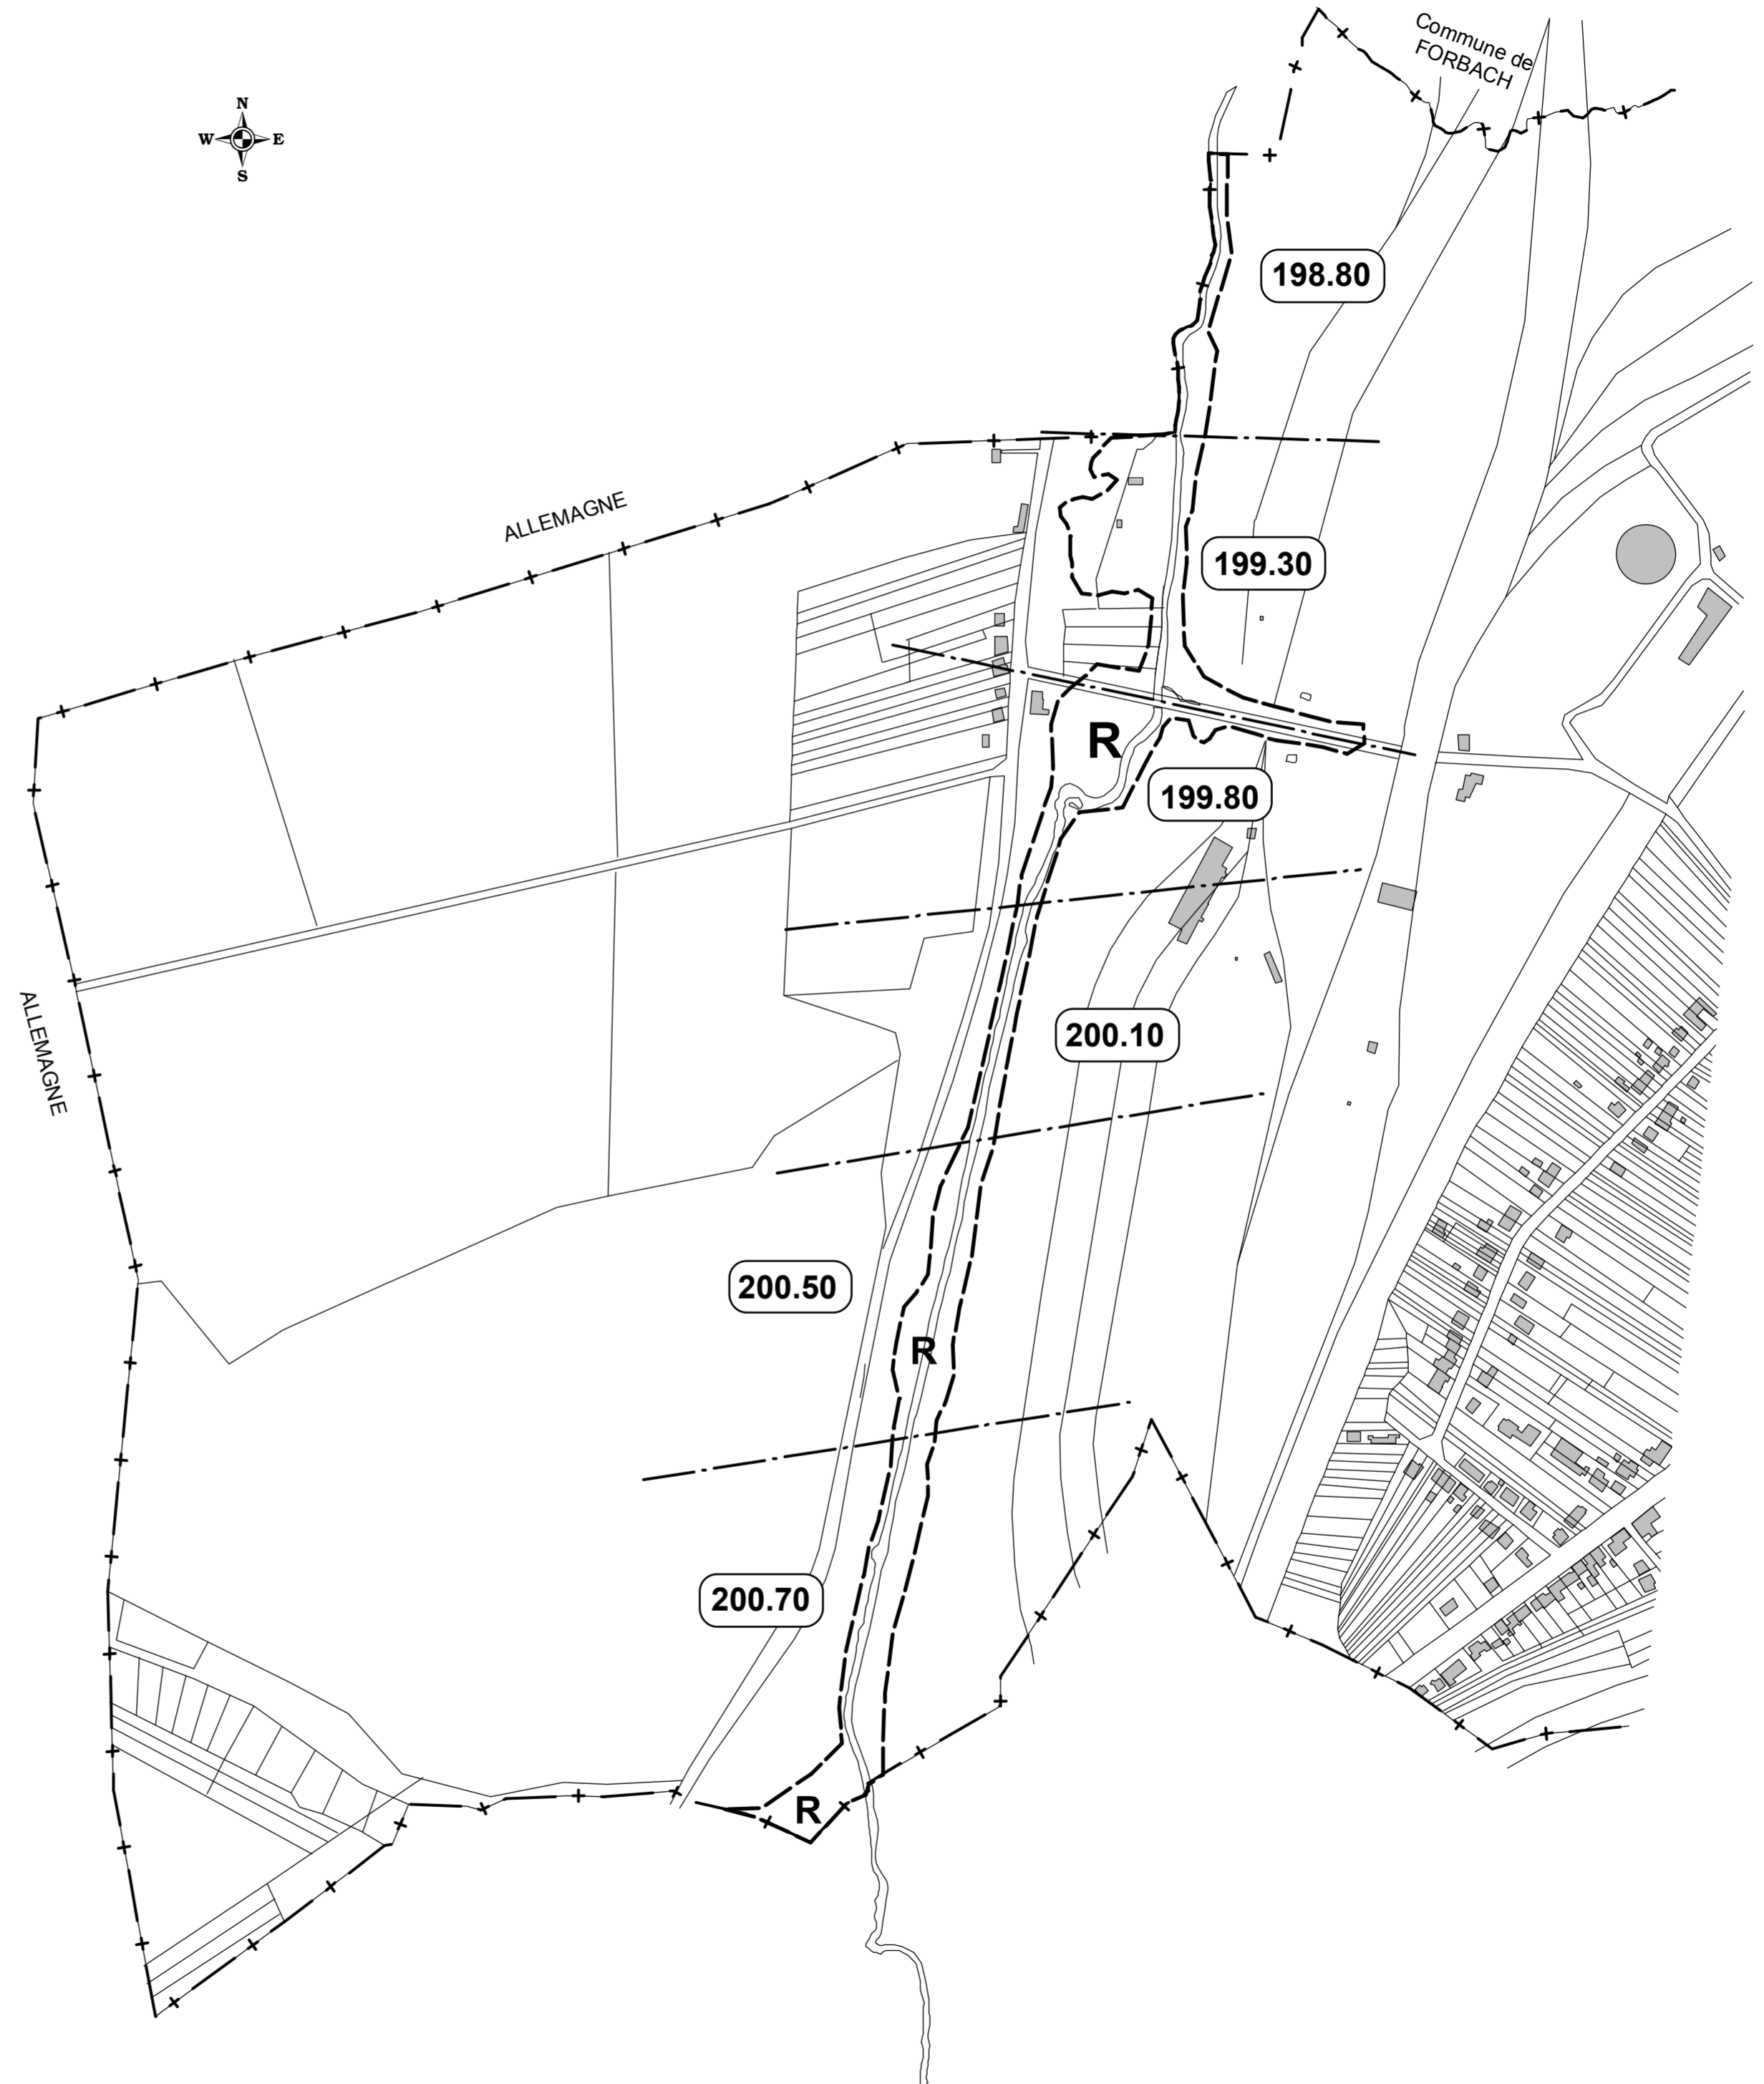 Commune de
FORBACH
N
W E
S
198.80
ALLEMAGNE
199.30
R
199.80
ALLEMAGNE
200.10
200.50
R
200.70
R